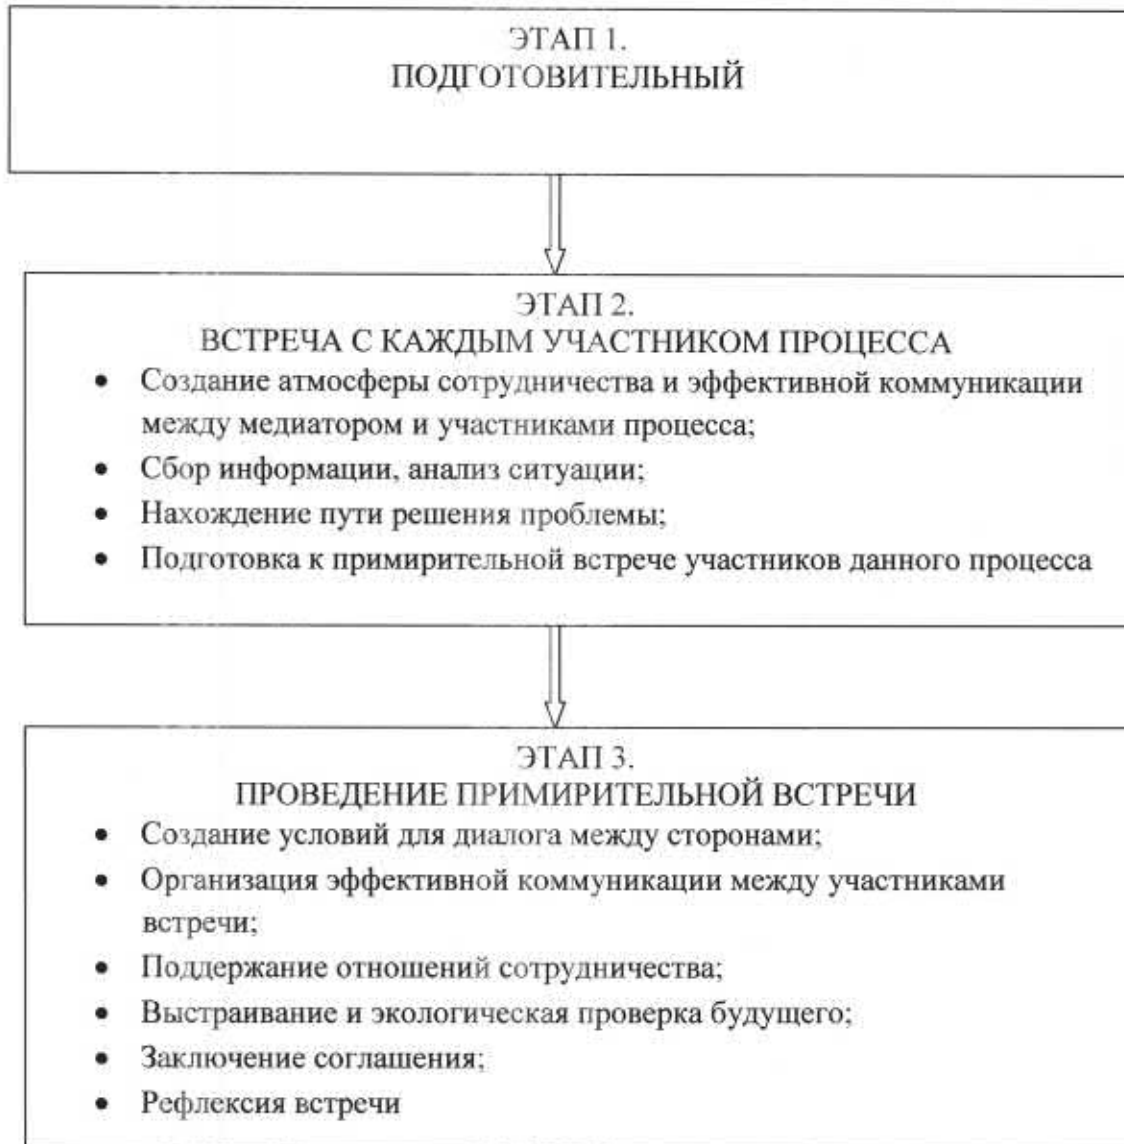 ЭТАП 1.
ПОДГОТОВИТЕЛЬНЫЙ
ЭТАП 2.
ВСТРЕЧА С КАЖДЫМ УЧАСТНИКОМ ПРОЦЕССА
• Создание атмосферы сотрудничества и эффективной коммуникации
между медиатором и участниками процесса;
• Сбор информации, анализ ситуации;
• Нахождение пути решения проблемы;
• Подготовка к примирительной встрече участников данного процесса
ЭТАП 3.
ПРОВЕДЕНИЕ ПРИМИРИТЕЛЬНОЙ ВСТРЕЧИ
• Создание условий для диалога между сторонами;
• Организация эффективной коммуникации между участниками
встречи;
• Поддержание отношений сотрудничества;
• Выстраивание и экологическая проверка будущего;
• Заключение соглашения;
• Рефлексия встречи